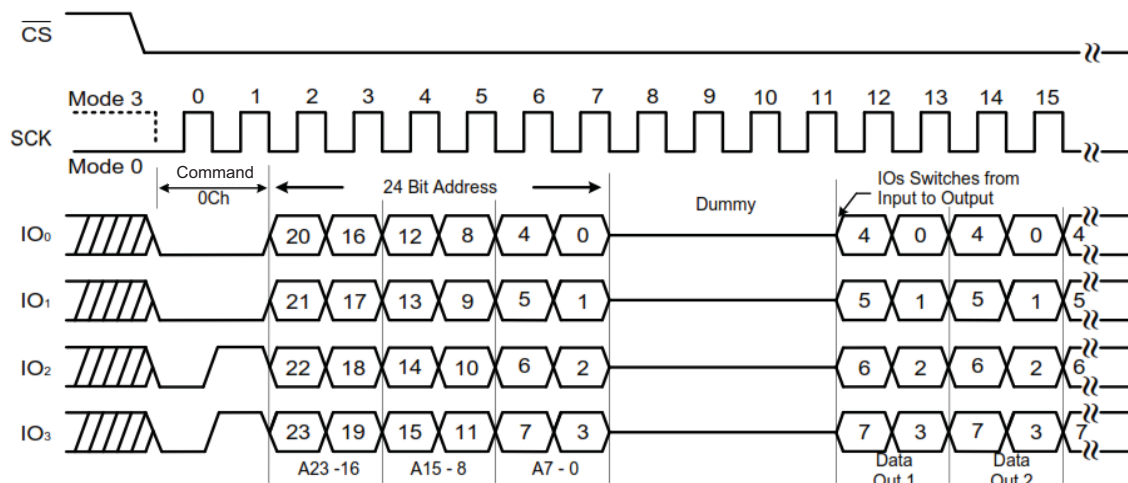 CS
Mode 3 0 1 2 3 4 5 6 7 8 9 10 11 12 13 14 15
SCK
Mode 0
Command
0Ch
24 Bit Address
Dummy
IOs Switches from
Input to Output
IO0 20 16 12 8 4 0 4 0 4 0 4
IO1 21 17 13 9 5 1 5 1 5 1 5
IO2 22 18 14 10 6 2 6 2 6 2 6
IO3 23 19 15 11 7 3 7 3 7 3 7
A23 -16 A15 - 8 A7 - 0
Data
Out 1
Data
Out 2